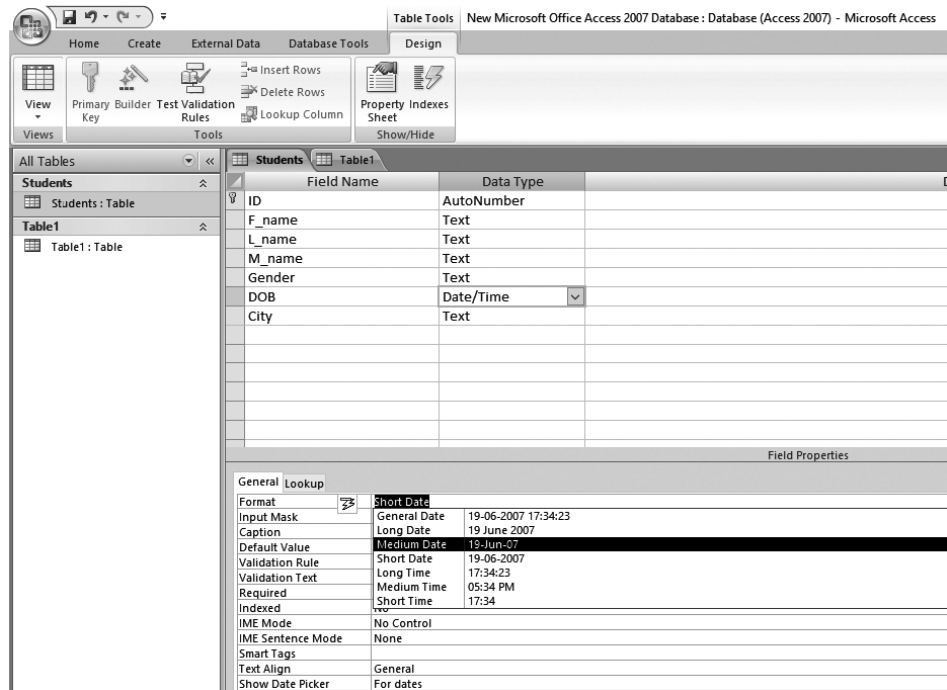 Table Tools New Microsoft Office Access 2007 Database : Database (Access 2007) - Microsoft Access
Home Create External Data Database Tools Design
View
Primary Key
Builder
Test Validation Rules
Insert Rows
Delete Rows
Lookup Column
Property Sheet
Indexes
Views Tools Show/Hide
All Tables
Students
Students : Table
Table1
Table1 : Table
Students Table1
Field Name Data Type D
ID AutoNumber
F_name Text
L_name Text
M_name Text
Gender Text
DOB Date/Time
City Text
Field Properties
General Lookup
Format Short Date
Input Mask General Date 19-06-2007 17:34:23
Caption Long Date 19 June 2007
Default Value Medium Date 19-Jun-07
Validation Rule Short Date 19-06-2007
Validation Text Long Time 17:34:23
Required Medium Time 05:34 PM
Indexed Short Time 17:34
No
IME Mode No Control
IME Sentence Mode None
Smart Tags
Text Align General
Show Date Picker For dates